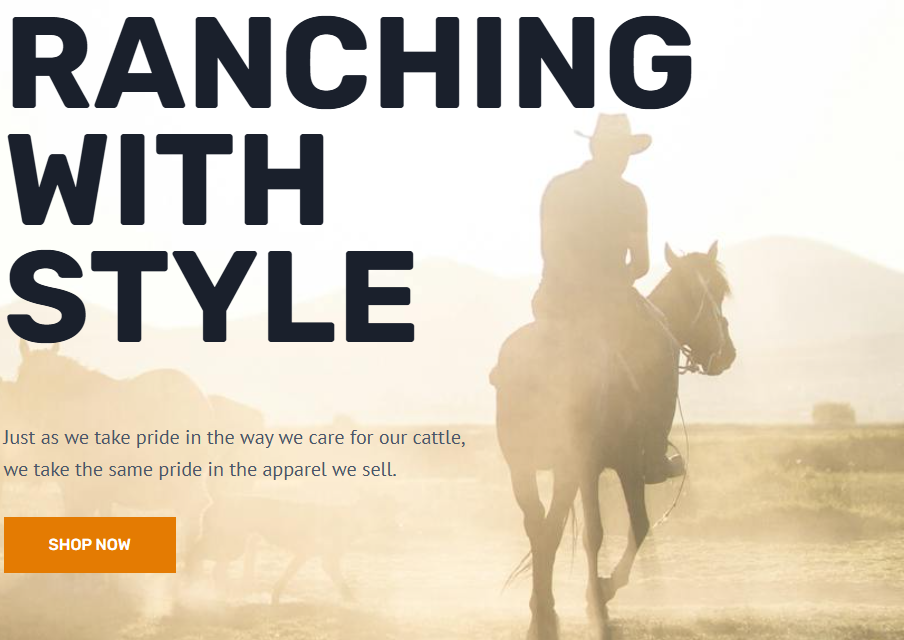 RANCHING
WITH
STYLE
Just as we take pride in the way we care for our cattle,
we take the same pride in the apparel we sell.
SHOP NOW